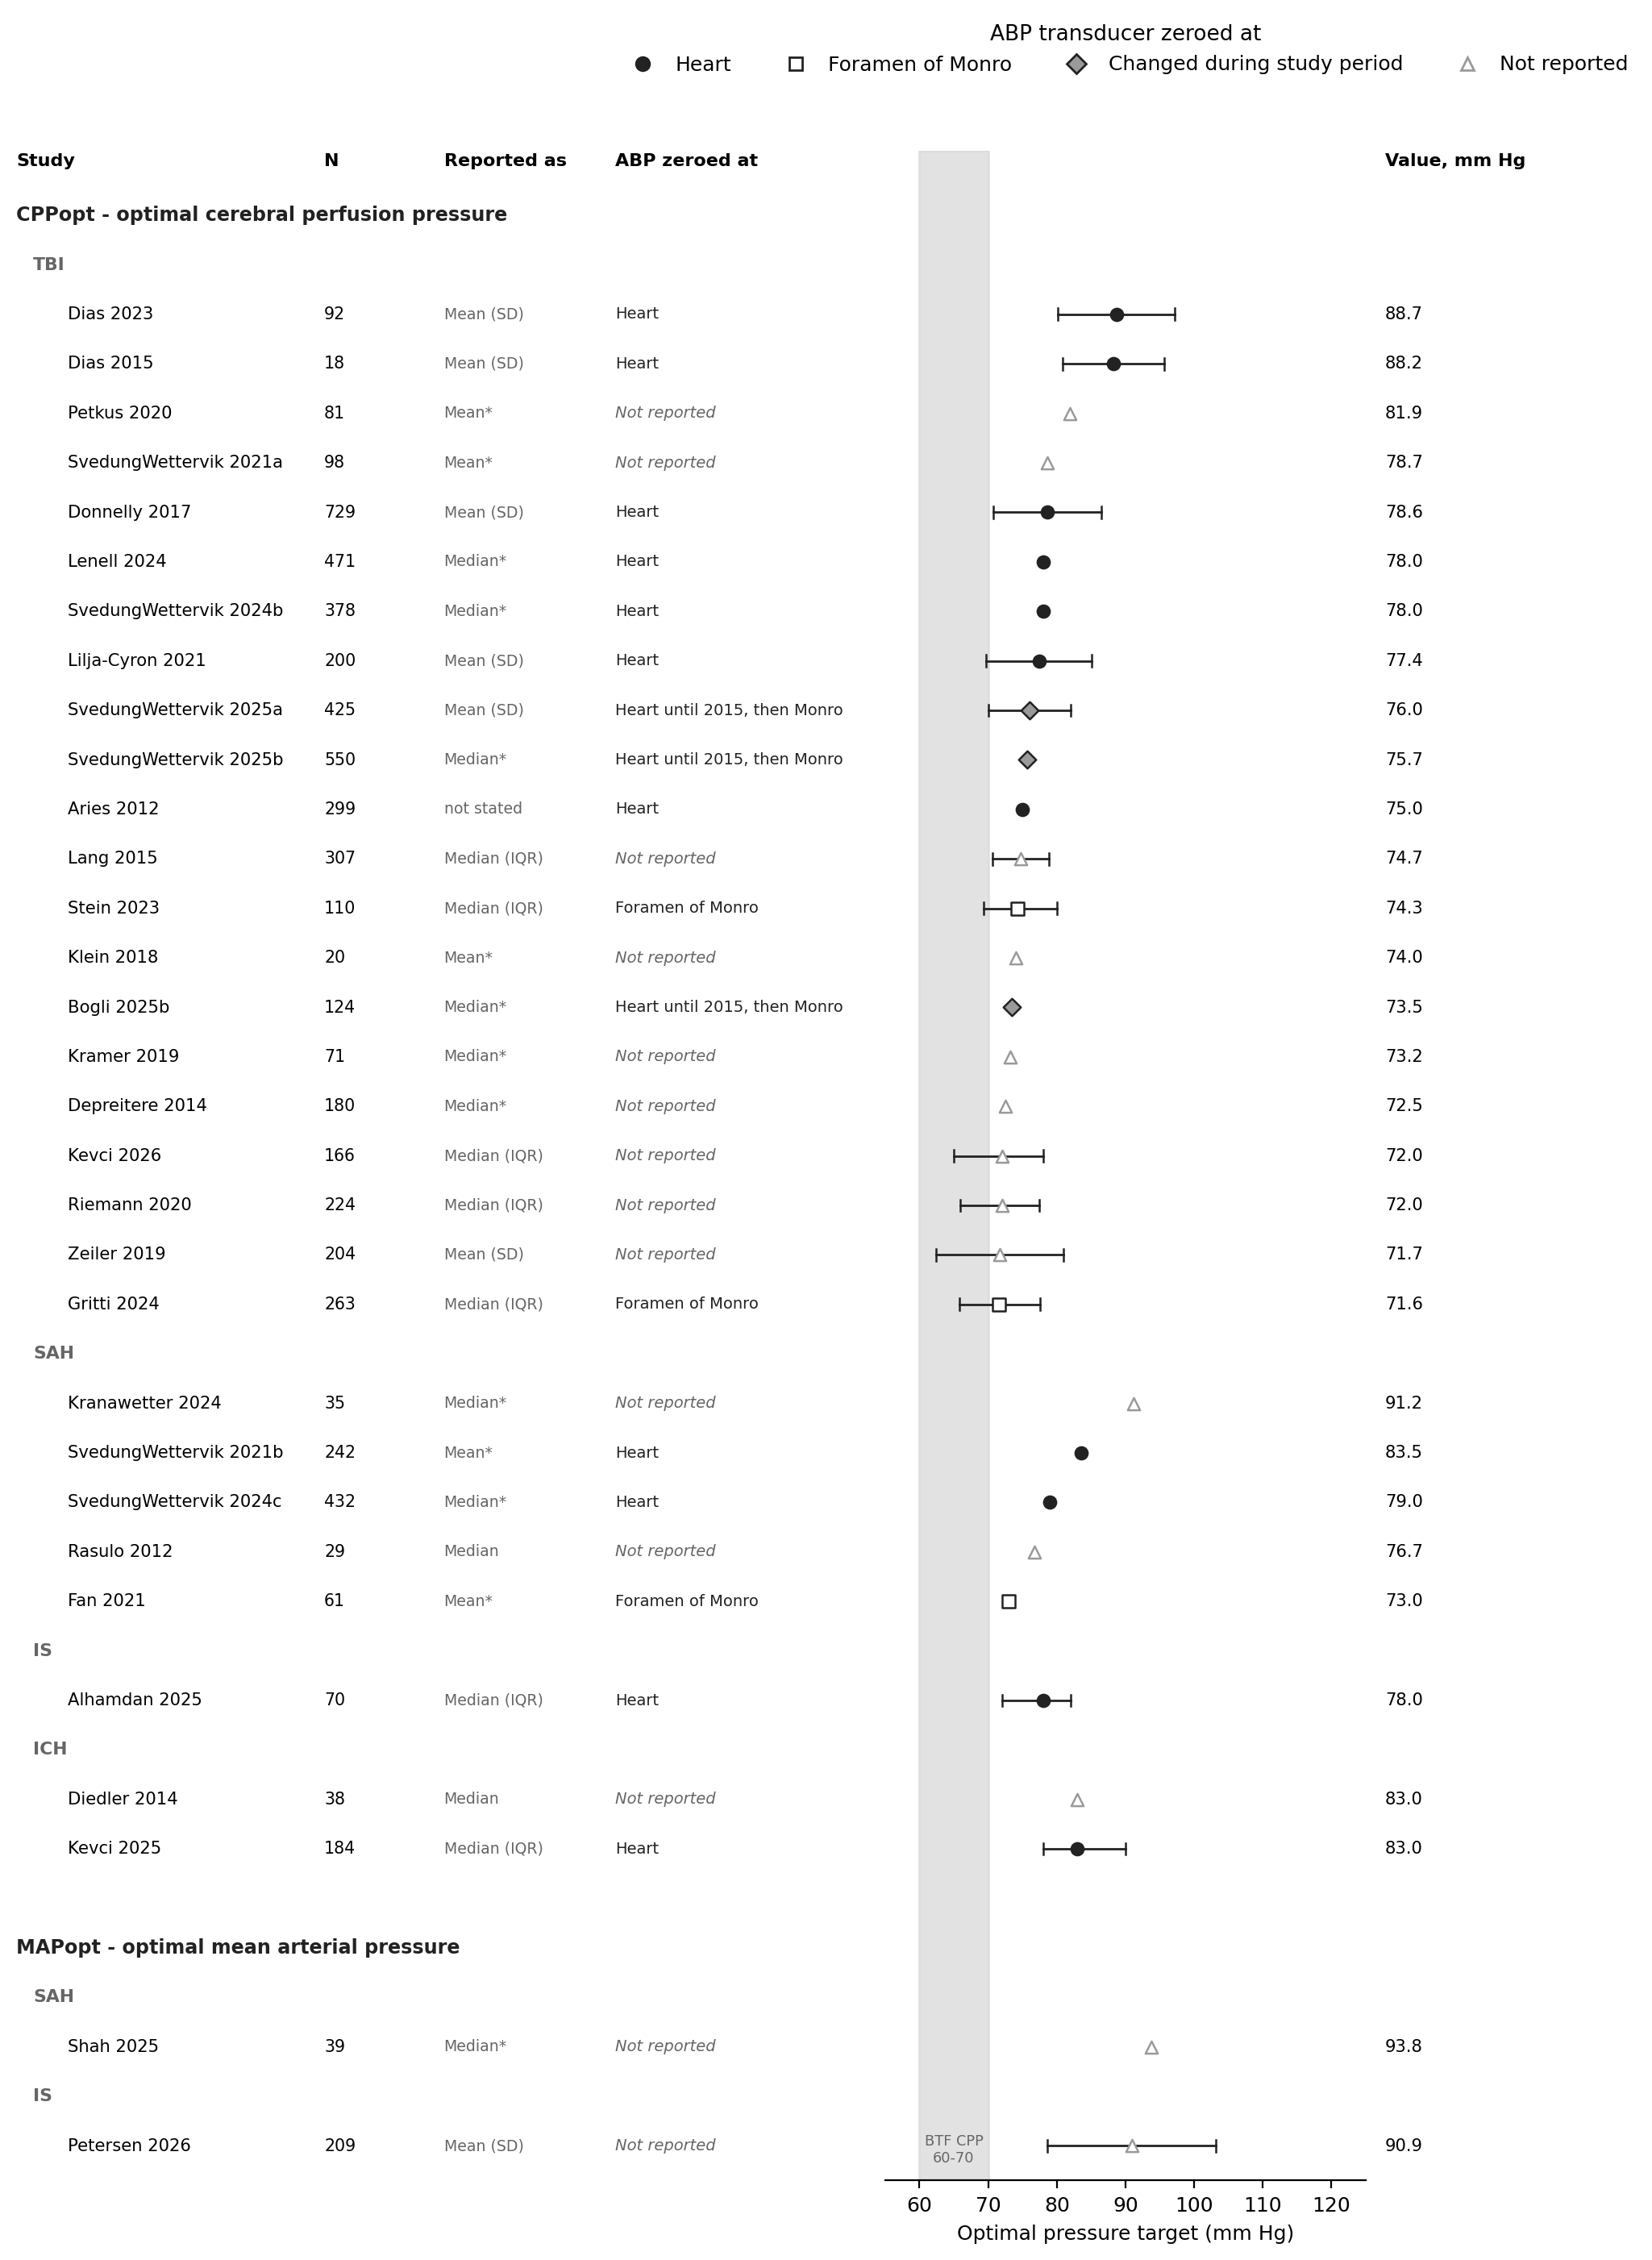 ABP transducer zeroed at
Heart Foramen of Monro Changed during study period Not reported
Study N Reported as ABP zeroed at Value, mm Hg
CPPopt - optimal cerebral perfusion pressure
TBI
Dias 2023 92 Mean (SD) Heart 88.7
Dias 2015 18 Mean (SD) Heart 88.2
Petkus 2020 81 Mean* Not reported 81.9
SvedungWettervik 2021a 98 Mean* Not reported 78.7
Donnelly 2017 729 Mean (SD) Heart 78.6
Lenell 2024 471 Median* Heart 78.0
SvedungWettervik 2024b 378 Median* Heart 78.0
Lilja-Cyron 2021 200 Mean (SD) Heart 77.4
SvedungWettervik 2025a 425 Mean (SD) Heart until 2015, then Monro 76.0
SvedungWettervik 2025b 550 Median* Heart until 2015, then Monro 75.7
Aries 2012 299 not stated Heart 75.0
Lang 2015 307 Median (IQR) Not reported 74.7
Stein 2023 110 Median (IQR) Foramen of Monro 74.3
Klein 2018 20 Mean* Not reported 74.0
Bogli 2025b 124 Median* Heart until 2015, then Monro 73.5
Kramer 2019 71 Median* Not reported 73.2
Depreitere 2014 180 Median* Not reported 72.5
Kevci 2026 166 Median (IQR) Not reported 72.0
Riemann 2020 224 Median (IQR) Not reported 72.0
Zeiler 2019 204 Mean (SD) Not reported 71.7
Gritti 2024 263 Median (IQR) Foramen of Monro 71.6
SAH
Kranawetter 2024 35 Median* Not reported 91.2
SvedungWettervik 2021b 242 Mean* Heart 83.5
SvedungWettervik 2024c 432 Median* Heart 79.0
Rasulo 2012 29 Median Not reported 76.7
Fan 2021 61 Mean* Foramen of Monro 73.0
IS
Alhamdan 2025 70 Median (IQR) Heart 78.0
ICH
Diedler 2014 38 Median Not reported 83.0
Kevci 2025 184 Median (IQR) Heart 83.0
MAPopt - optimal mean arterial pressure
SAH
Shah 2025 39 Median* Not reported 93.8
IS
Petersen 2026 209 Mean (SD) Not reported 90.9
BTF CPP
60-70
60 70 80 90 100 110 120
Optimal pressure target (mm Hg)